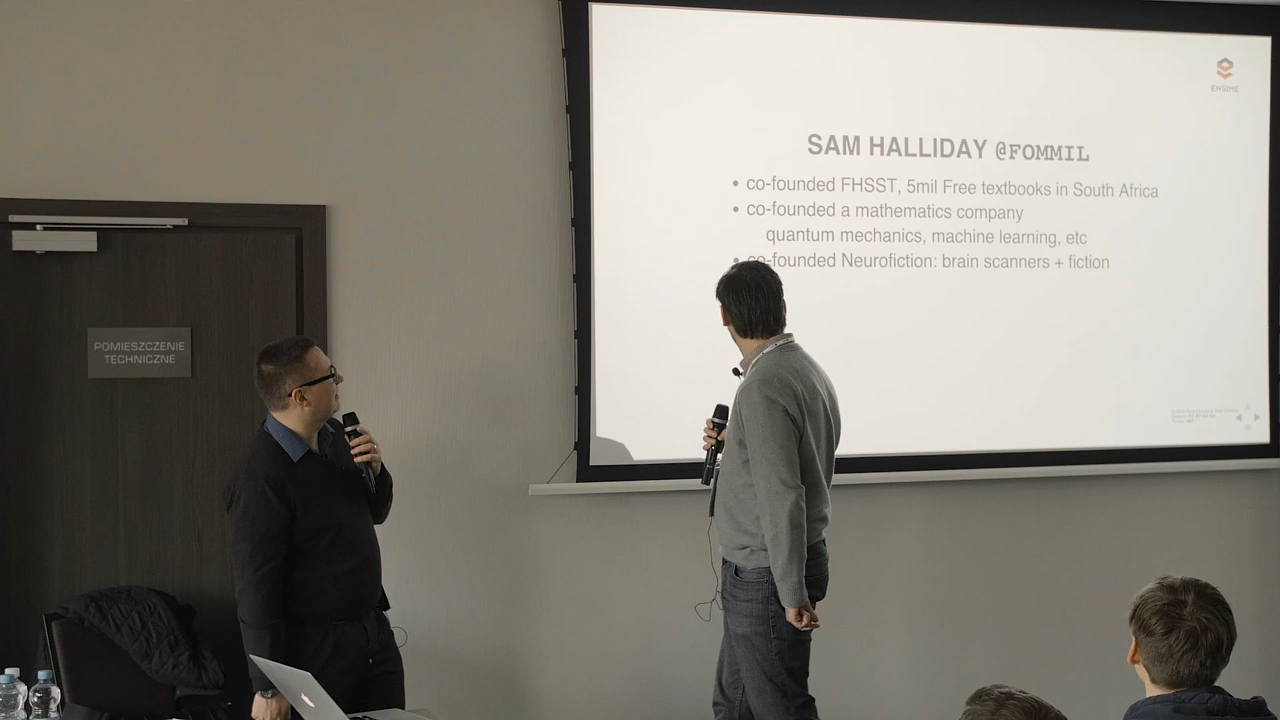 ENSIME
SAM HALLIDAY @FOMMIL
• co-founded FHSST, 5mil Free textbooks in South Africa
• co-founded a mathematics company
quantum mechanics, machine learning, etc
• co-founded Neurofiction: brain scanners + fiction
POMIESZCZENIE
TECHNICZNE